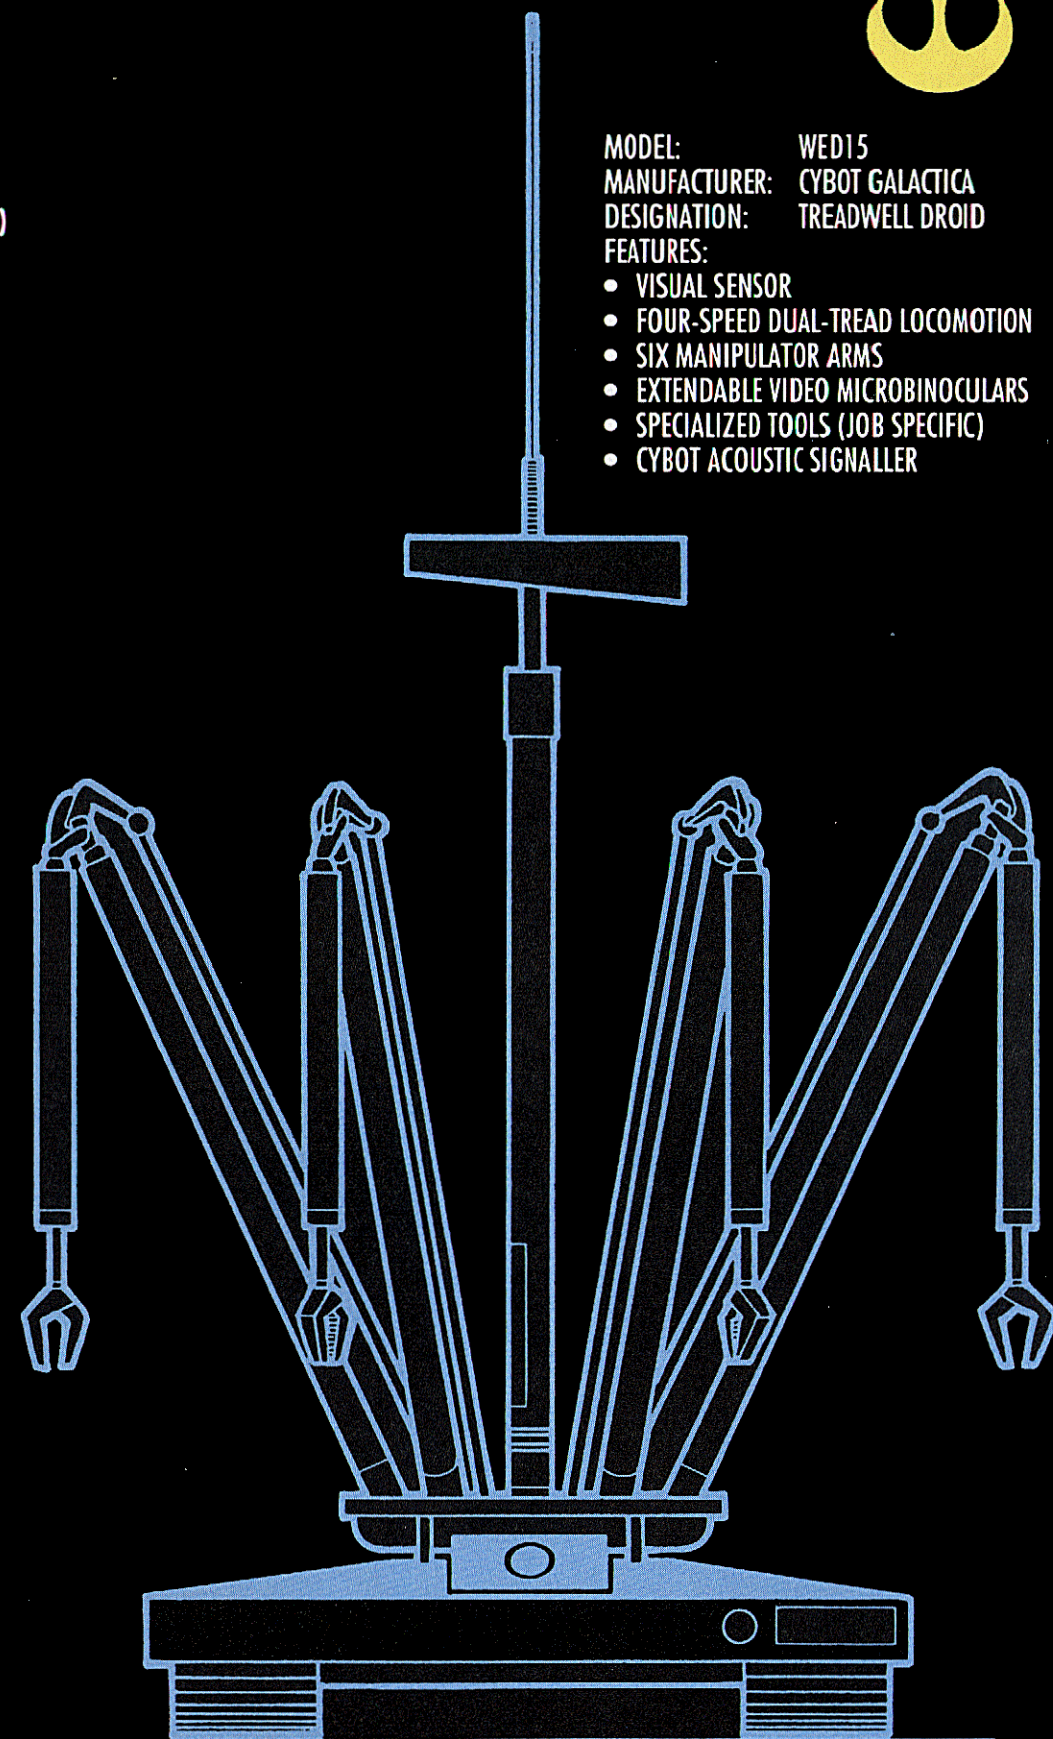 )
MODEL: WED15
MANUFACTURER: CYBOT GALACTICA
DESIGNATION: TREADWELL DROID
FEATURES:
• VISUAL SENSOR
• FOUR-SPEED DUAL-TREAD LOCOMOTION
• SIX MANIPULATOR ARMS
• EXTENDABLE VIDEO MICROBINOCULARS
• SPECIALIZED TOOLS (JOB SPECIFIC)
• CYBOT ACOUSTIC SIGNALLER